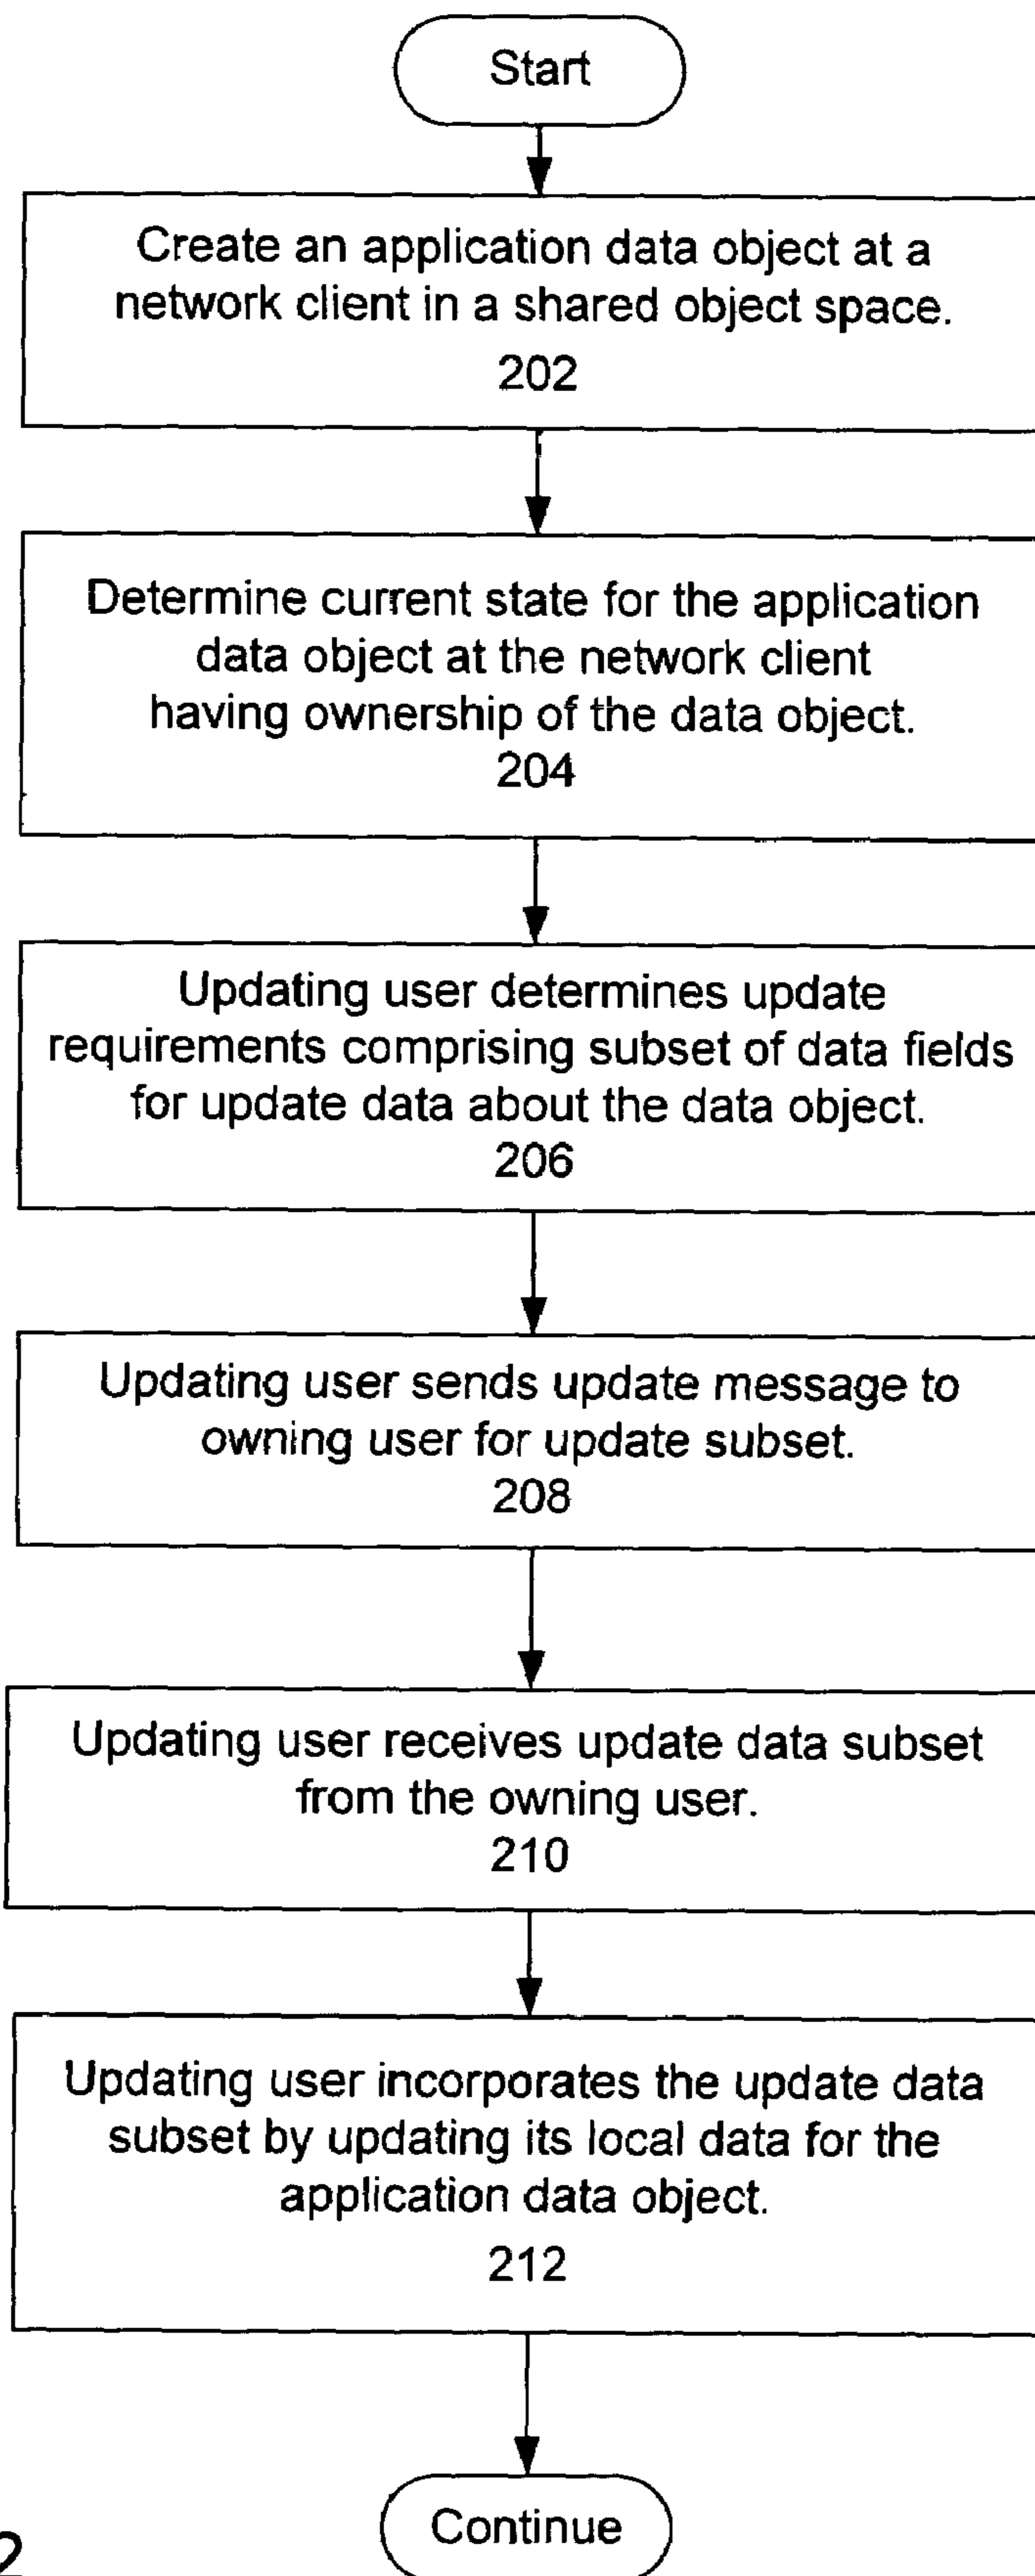 Start
Create an application data object at a
network client in a shared object space.
202
Determine current state for the application
data object at the network client
having ownership of the data object.
204
Updating user determines update
requirements comprising subset of data fields
for update data about the data object.
206
Updating user sends update message to
owning user for update subset.
208
Updating user receives update data subset
from the owning user.
210
Updating user incorporates the update data
subset by updating its local data for the
application data object.
212
Continue
2